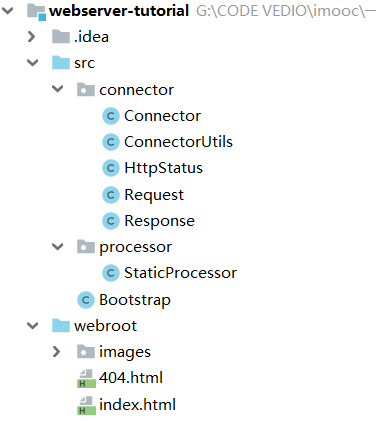 webserver-tutorial G:\CODE VEDIO\imooc\一
.idea
src
connector
C Connector
C ConnectorUtils
C HttpStatus
C Request
C Response
processor
C StaticProcessor
C Bootstrap
webroot
images
H 404.html
H index.html